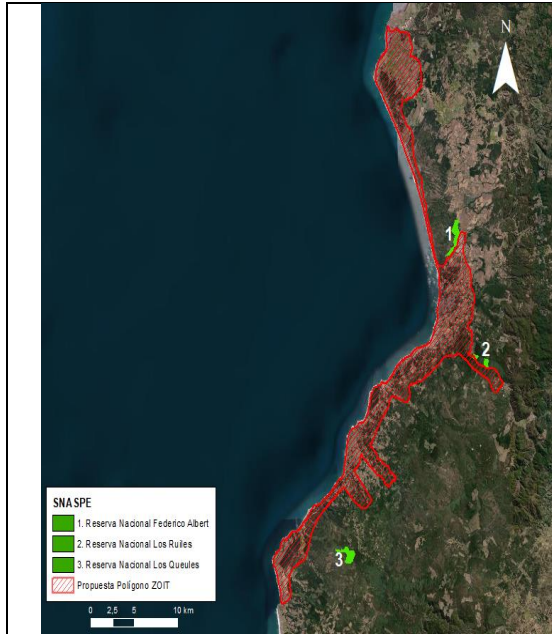 N
1
2
3
SNASPE
1. Reserva Nacional Federico Albert
2. Reserva Nacional Los Ruiles
3. Reserva Nacional Los Queules
Propuesta Polígono ZOIT
0 2,5 5 10 km